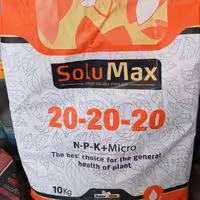 SoluMax
20-20-20
N-P-K+Micro
The best choice for the general
health of plant
10Kg